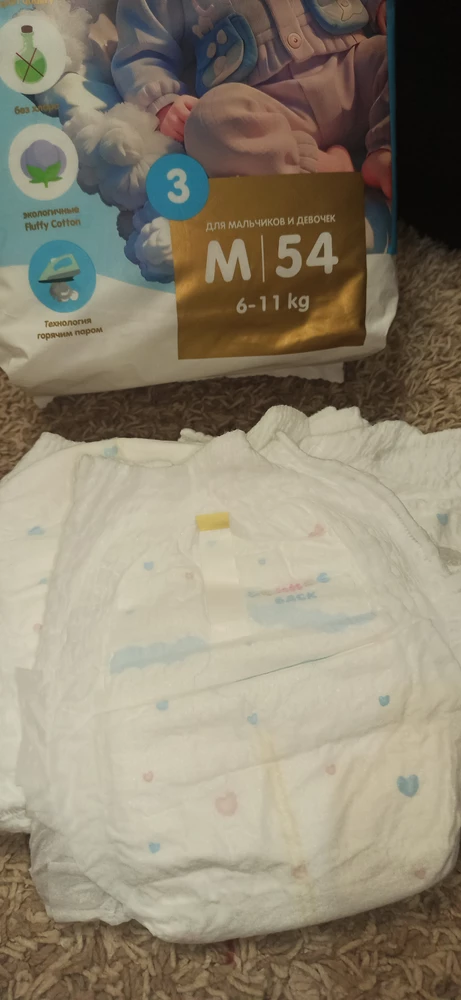 без
экологичные
Fluffy Cotton
Технология
горячим паром
3
ДЛЯ МАЛЬЧИКОВ И ДЕВОЧЕК
M | 54
6-11 kg
BACK